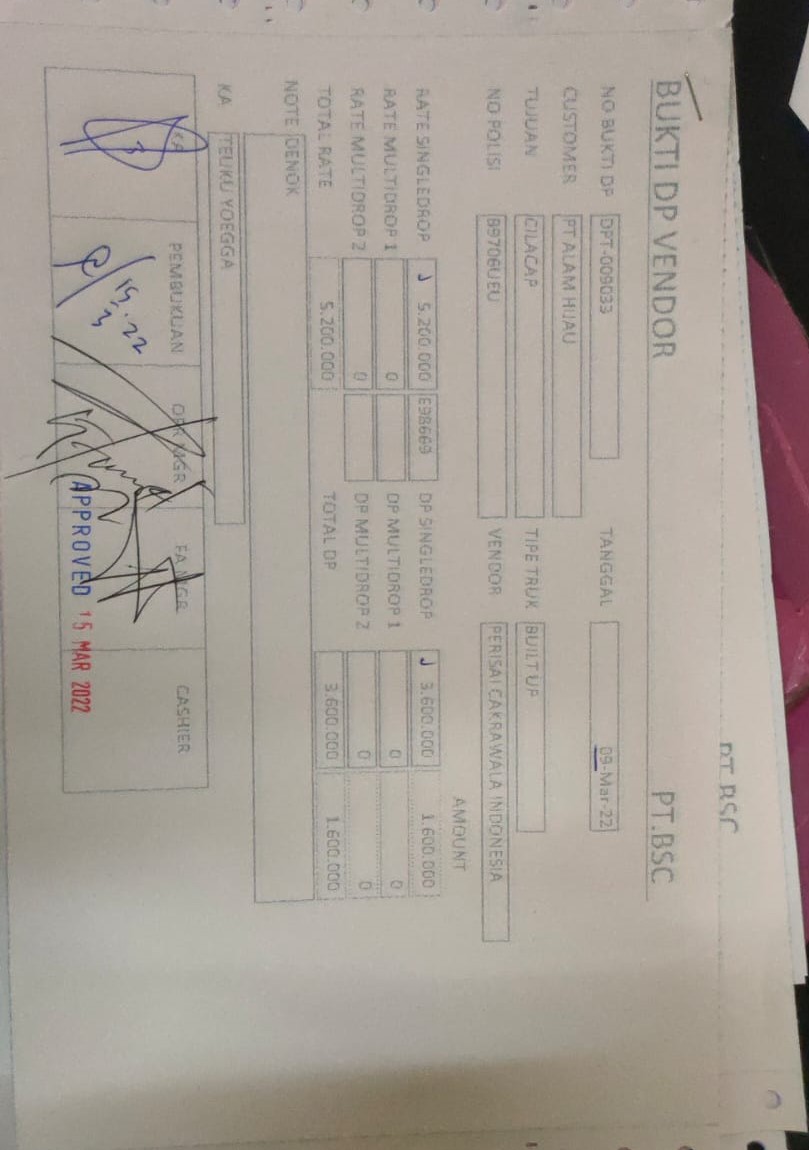 PT.BSC
BUKTI DP VENDOR PT.BSC
NO BUKTI DP DPT-009033 TANGGAL 09-Mar-22
CUSTOMER PT ALAM HIJAU
TUJUAN CILACAP TIPE TRUK BUILT UP
NO POLISI B9706UEU VENDOR PERISAI CAKRAWALA INDONESIA
AMOUNT
RATE SINGLEDROP 5.200.000 E98669 DP SINGLEDROP 3.600.000 1.600.000
RATE MULTIDROP 1 0 DP MULTIDROP 1 0 0
RATE MULTIDROP 2 0 DP MULTIDROP 2 0 0
TOTAL RATE 5.200.000 TOTAL DP 3.600.000 1.600.000
NOTE DENOK
KA TEUKU YOEGGA
KA PEMBUKUAN OPR MGR FA MGR CASHIER
15/3.22
APPROVED 15 MAR 2022